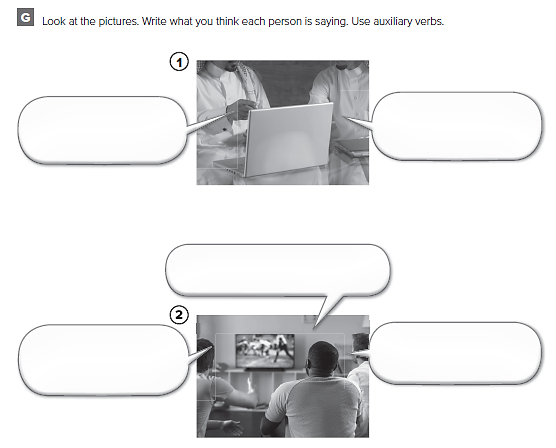 G Look at the pictures. Write what you think each person is saying. Use auxiliary verbs.
1
2